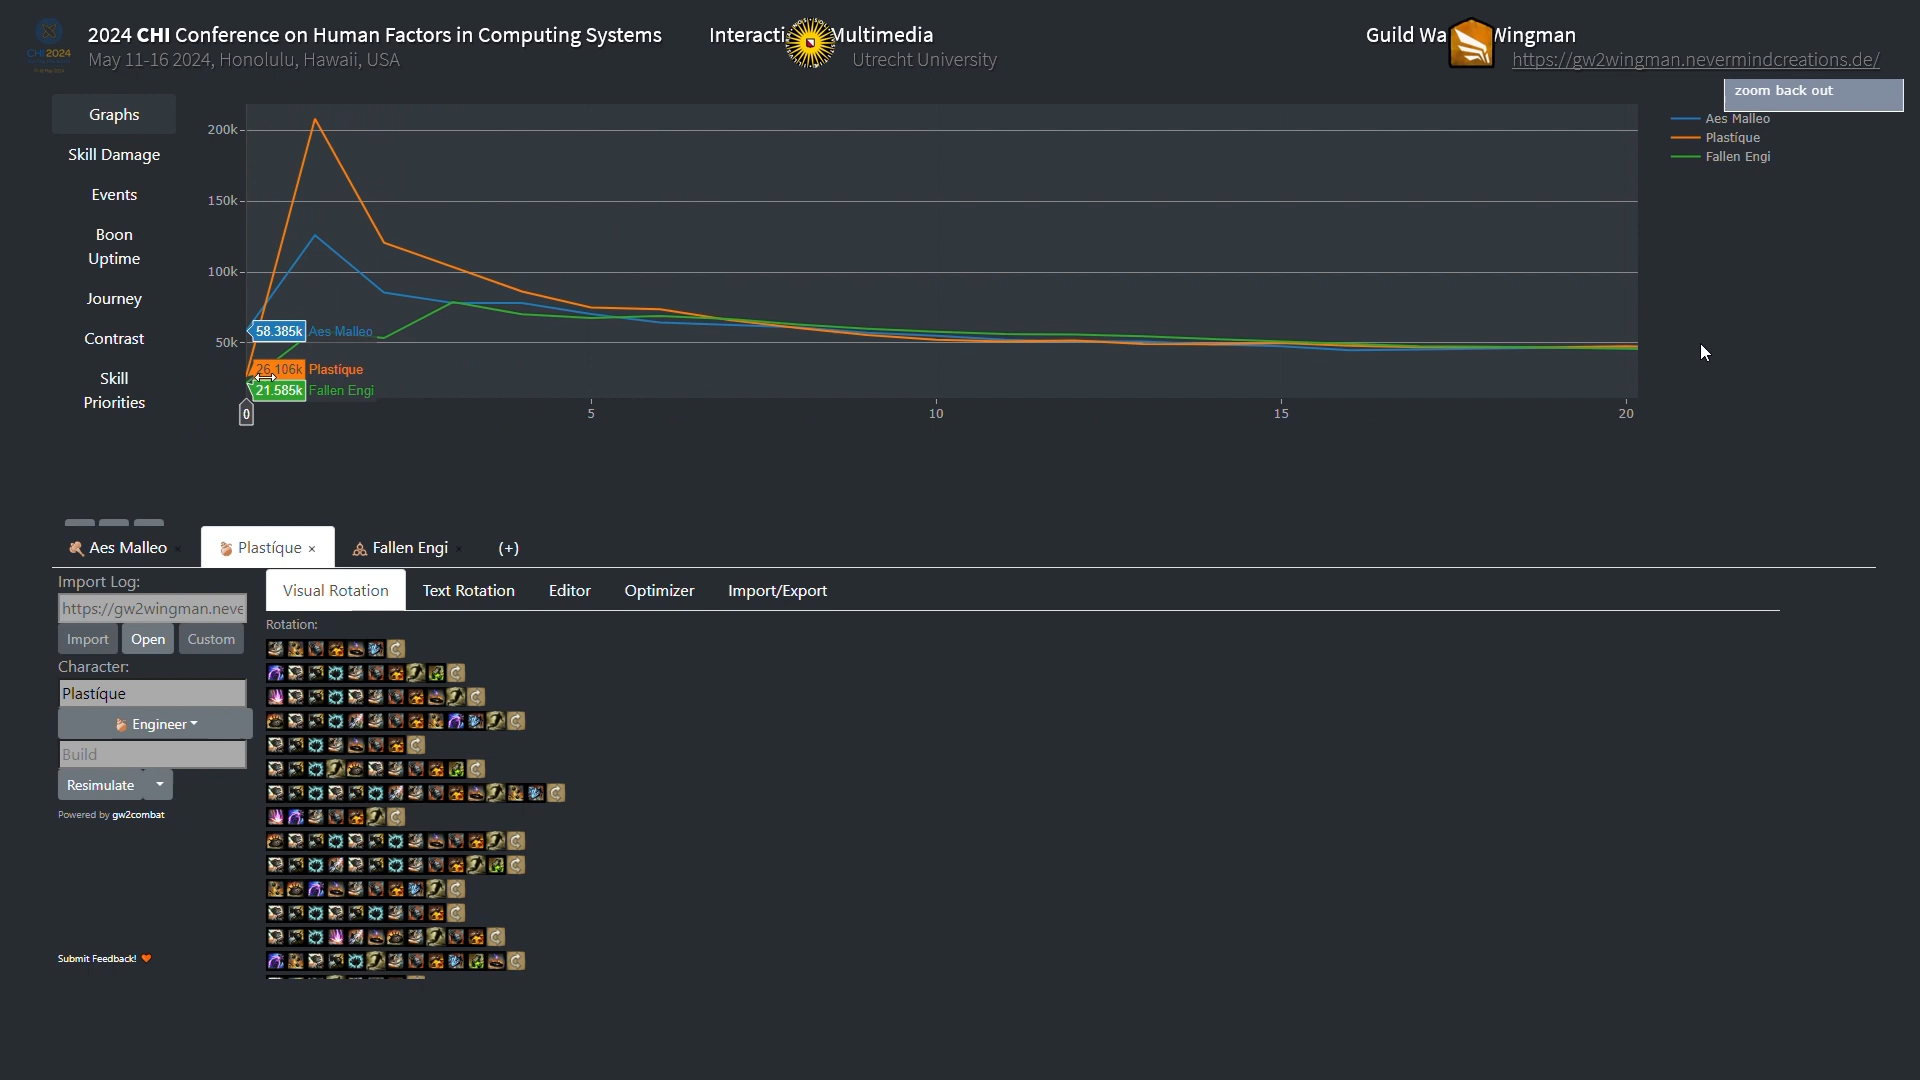 2024 CHI Conference on Human Factors in Computing Systems
May 11-16 2024, Honolulu, Hawaii, USA
CHI 2024
Interacti Multimedia
Utrecht University
Guild Wa Wingman
https://gw2wingman.nevermindcreations.de/
zoom back out
Graphs
Skill Damage
Events
Boon
Uptime
Journey
Contrast
Skill
Priorities
200k
150k
100k
50k
58.385k Aes Malleo
26.106k Plastíque
21.585k Fallen Engi
0
5
10
15
20
Aes Malleo
Plastíque
Fallen Engi
Aes Malleo ×
Plastíque ×
Fallen Engi ×
(+)
Import Log:
https://gw2wingman.neve
Import Open Custom
Character:
Plastíque
Engineer
Build
Resimulate
Powered by gw2combat
Submit Feedback!
Visual Rotation
Text Rotation
Editor
Optimizer
Import/Export
Rotation: